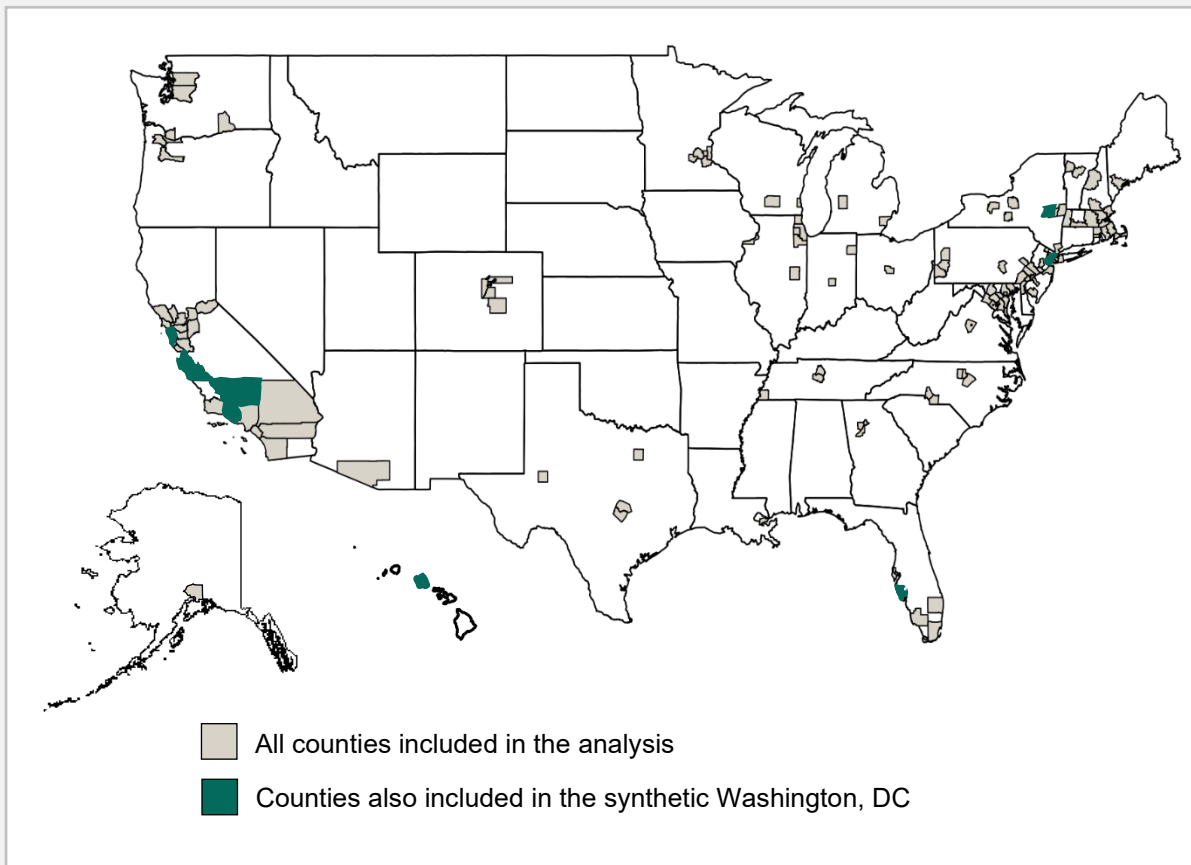 All counties included in the analysis
Counties also included in the synthetic Washington, DC